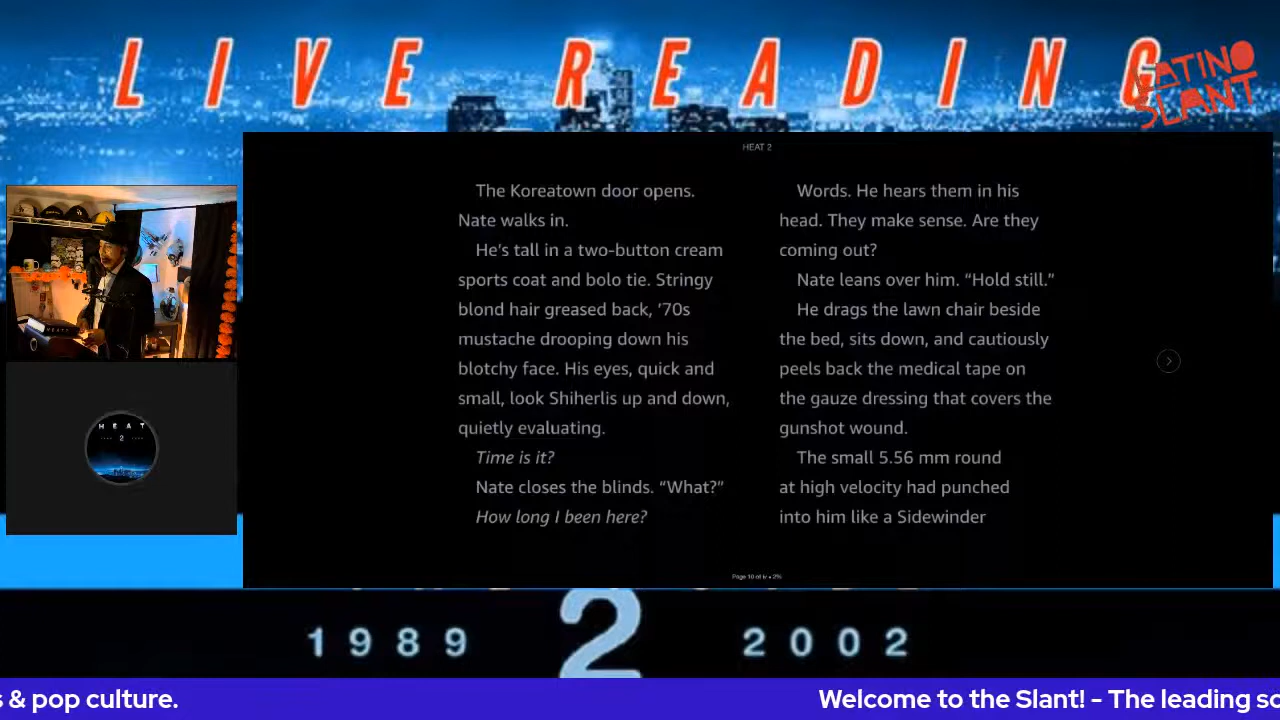 LIVE READING
LATINO
SLANT
HEAT 2
The Koreatown door opens.
Nate walks in.
He's tall in a two-button cream
sports coat and bolo tie. Stringy
blond hair greased back, '70s
mustache drooping down his
blotchy face. His eyes, quick and
small, look Shiherlis up and down,
quietly evaluating.
Time is it?
Nate closes the blinds. “What?”
How long I been here?
Words. He hears them in his
head. They make sense. Are they
coming out?
Nate leans over him. “Hold still.”
He drags the lawn chair beside
the bed, sits down, and cautiously
peels back the medical tape on
the gauze dressing that covers the
gunshot wound.
The small 5.56 mm round
at high velocity had punched
into him like a Sidewinder
Page 10 of iv • 2%
HEAT
2
1989 2 2002
s & pop culture.
Welcome to the Slant! - The leading so